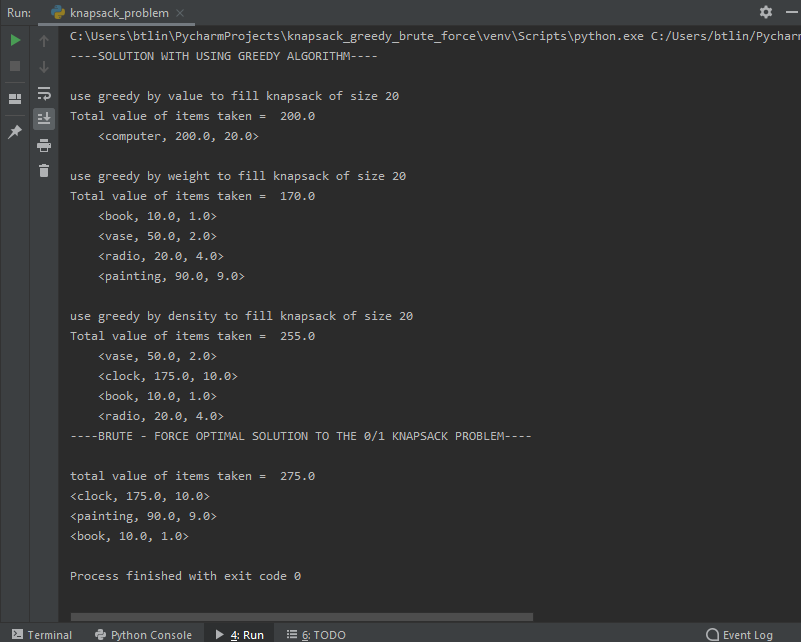 Run: knapsack_problem
C:\Users\btlin\PycharmProjects\knapsack_greedy_brute_force\venv\Scripts\python.exe C:/Users/btlin/Pycharm
----SOLUTION WITH USING GREEDY ALGORITHM----
use greedy by value to fill knapsack of size 20
Total value of items taken =  200.0
    <computer, 200.0, 20.0>
use greedy by weight to fill knapsack of size 20
Total value of items taken =  170.0
    <book, 10.0, 1.0>
    <vase, 50.0, 2.0>
    <radio, 20.0, 4.0>
    <painting, 90.0, 9.0>
use greedy by density to fill knapsack of size 20
Total value of items taken =  255.0
    <vase, 50.0, 2.0>
    <clock, 175.0, 10.0>
    <book, 10.0, 1.0>
    <radio, 20.0, 4.0>
----BRUTE - FORCE OPTIMAL SOLUTION TO THE 0/1 KNAPSACK PROBLEM----
total value of items taken =  275.0
<clock, 175.0, 10.0>
<painting, 90.0, 9.0>
<book, 10.0, 1.0>
Process finished with exit code 0
Terminal Python Console 4: Run 6: TODO Event Log